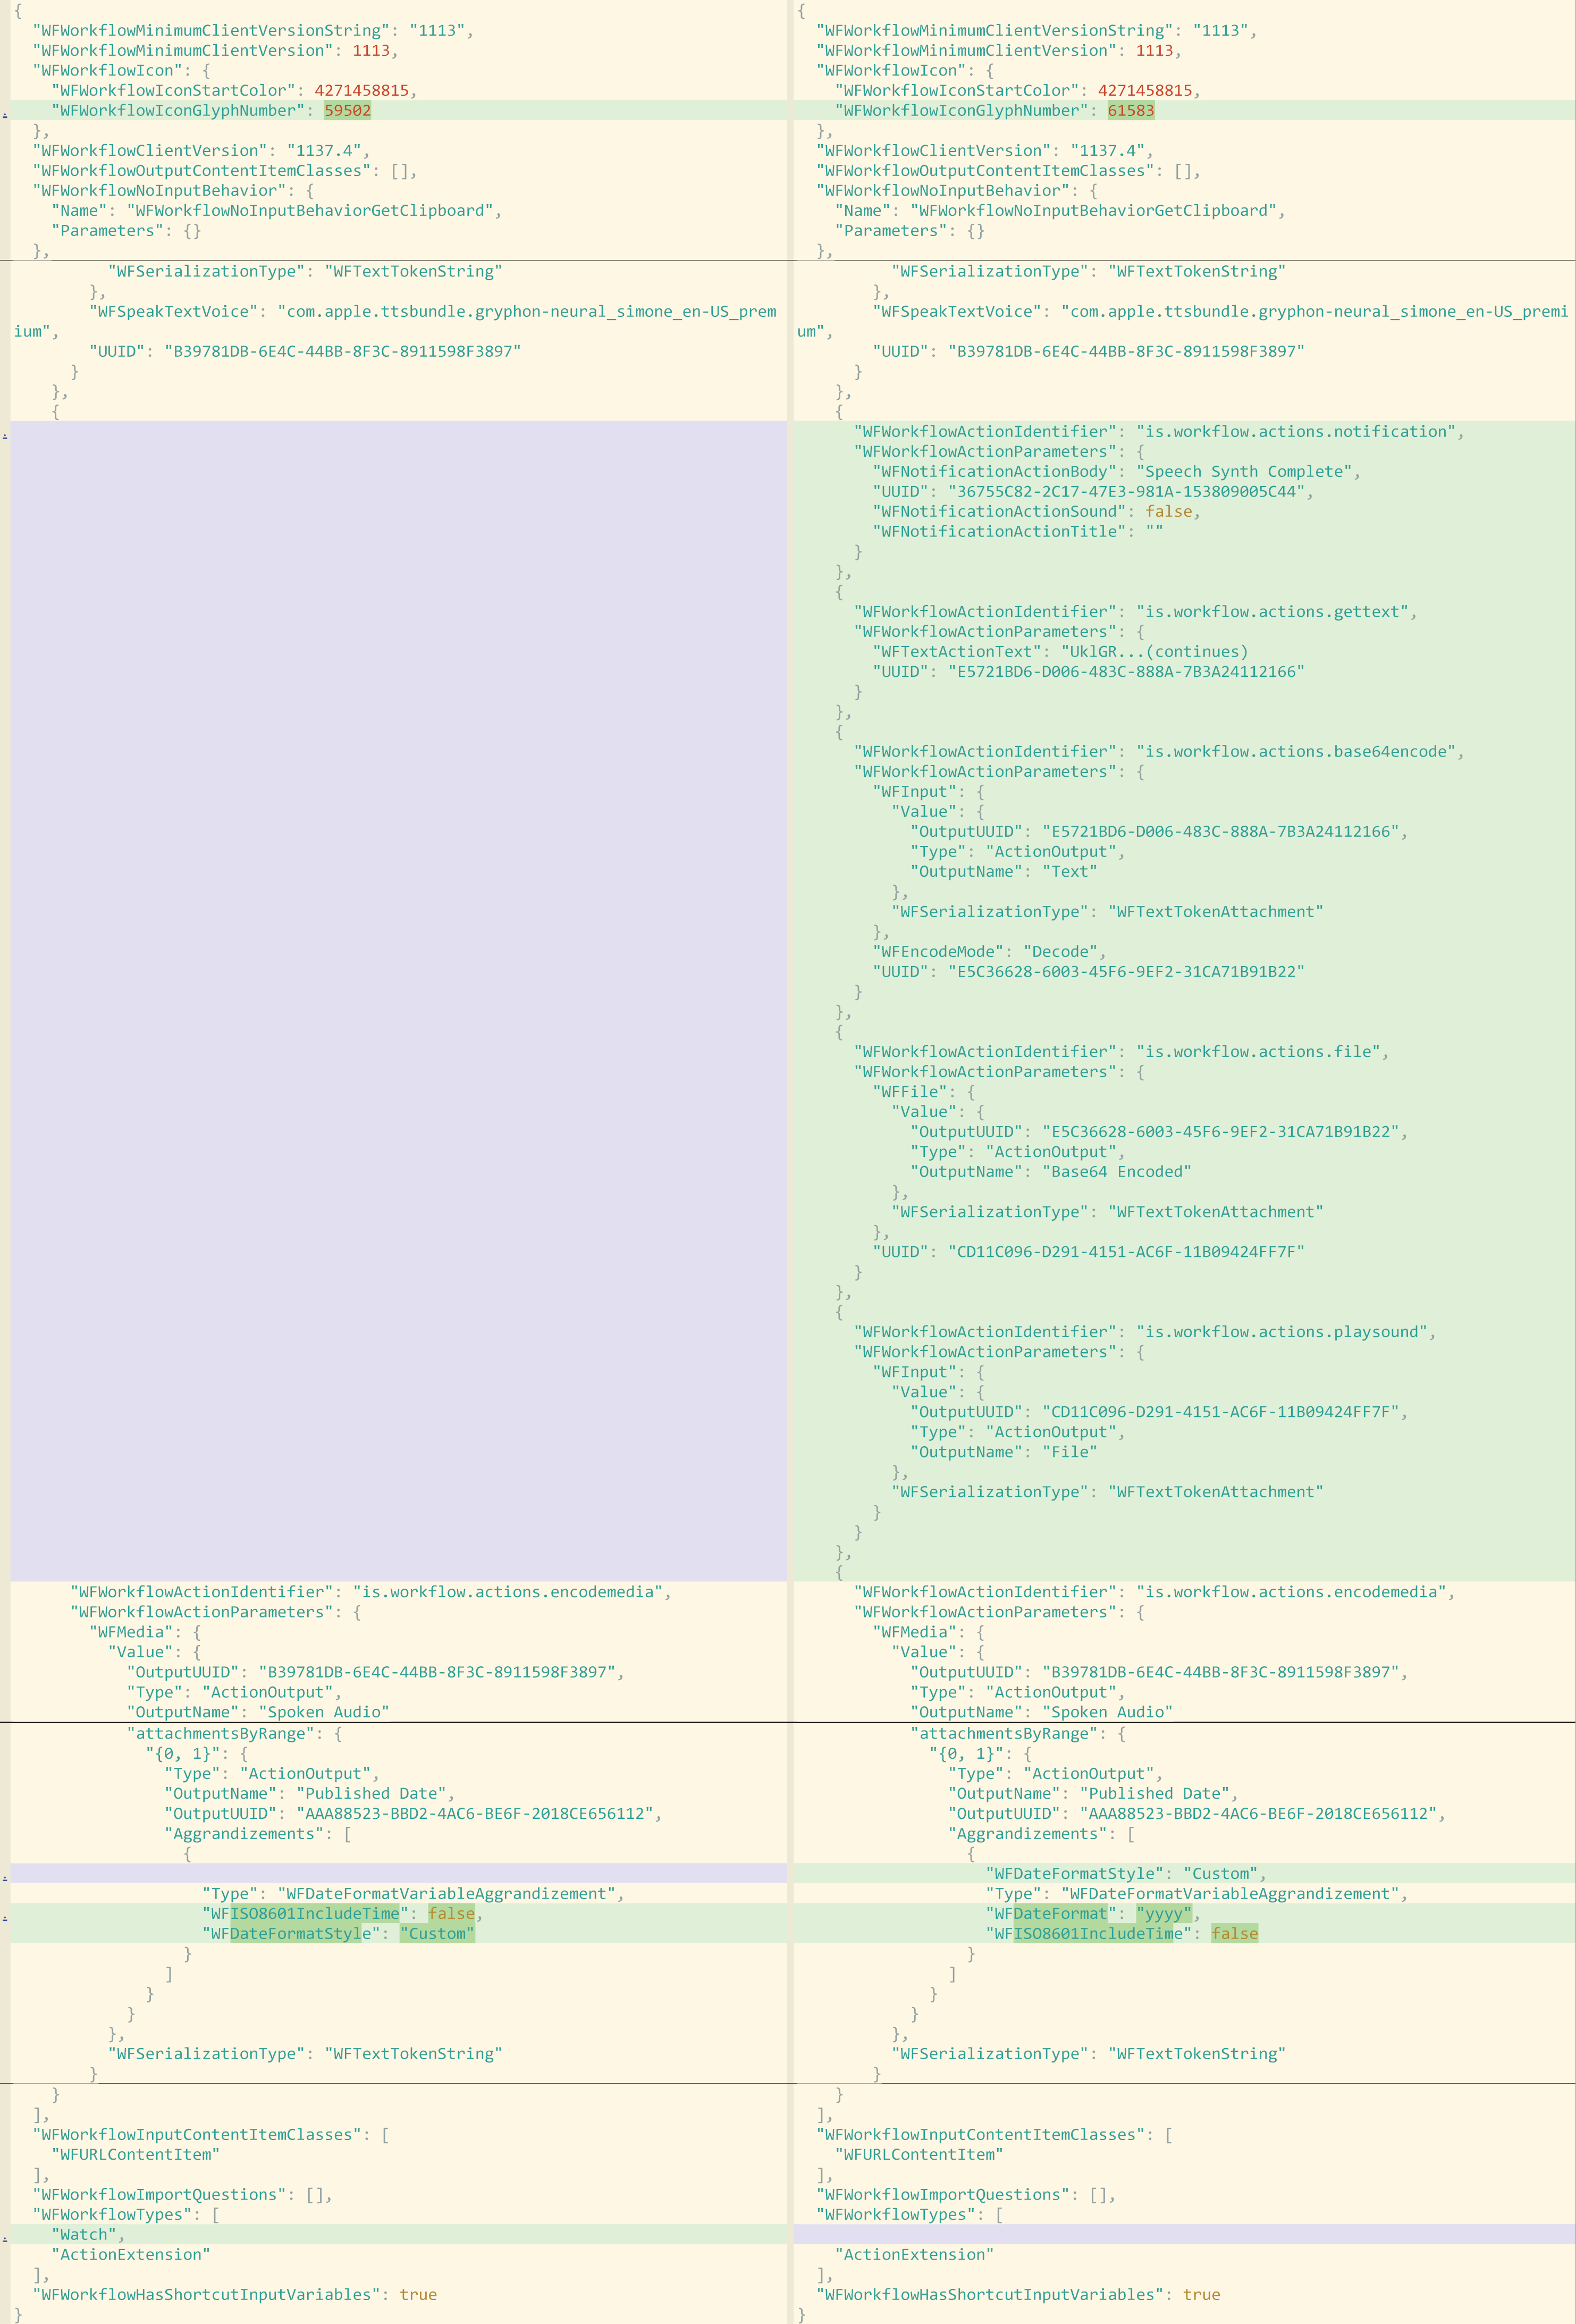 {
"WFWorkflowMinimumClientVersionString": "1113",
"WFWorkflowMinimumClientVersion": 1113,
"WFWorkflowIcon": {
"WFWorkflowIconStartColor": 4271458815,
"WFWorkflowIconGlyphNumber": 59502
},
"WFWorkflowClientVersion": "1137.4",
"WFWorkflowOutputContentItemClasses": [],
"WFWorkflowNoInputBehavior": {
"Name": "WFWorkflowNoInputBehaviorGetClipboard",
"Parameters": {}
},
"WFSerializationType": "WFTextTokenString"
},
"WFSpeakTextVoice": "com.apple.ttsbundle.gryphon-neural_simone_en-US_prem
ium",
"UUID": "B39781DB-6E4C-44BB-8F3C-8911598F3897"
}
},
{
"WFWorkflowActionIdentifier": "is.workflow.actions.encodemedia",
"WFWorkflowActionParameters": {
"WFMedia": {
"Value": {
"OutputUUID": "B39781DB-6E4C-44BB-8F3C-8911598F3897",
"Type": "ActionOutput",
"OutputName": "Spoken Audio"
"attachmentsByRange": {
"{0, 1}": {
"Type": "ActionOutput",
"OutputName": "Published Date",
"OutputUUID": "AAA88523-BBD2-4AC6-BE6F-2018CE656112",
"Aggrandizements": [
{
"Type": "WFDateFormatVariableAggrandizement",
"WFISO8601IncludeTime": false,
"WFDateFormatStyle": "Custom"
}
]
}
}
},
"WFSerializationType": "WFTextTokenString"
}
}
],
"WFWorkflowInputContentItemClasses": [
"WFURLContentItem"
],
"WFWorkflowImportQuestions": [],
"WFWorkflowTypes": [
"Watch",
"ActionExtension"
],
"WFWorkflowHasShortcutInputVariables": true
}
{
"WFWorkflowMinimumClientVersionString": "1113",
"WFWorkflowMinimumClientVersion": 1113,
"WFWorkflowIcon": {
"WFWorkflowIconStartColor": 4271458815,
"WFWorkflowIconGlyphNumber": 61583
},
"WFWorkflowClientVersion": "1137.4",
"WFWorkflowOutputContentItemClasses": [],
"WFWorkflowNoInputBehavior": {
"Name": "WFWorkflowNoInputBehaviorGetClipboard",
"Parameters": {}
},
"WFSerializationType": "WFTextTokenString"
},
"WFSpeakTextVoice": "com.apple.ttsbundle.gryphon-neural_simone_en-US_premi
um",
"UUID": "B39781DB-6E4C-44BB-8F3C-8911598F3897"
}
},
{
"WFWorkflowActionIdentifier": "is.workflow.actions.notification",
"WFWorkflowActionParameters": {
"WFNotificationActionBody": "Speech Synth Complete",
"UUID": "36755C82-2C17-47E3-981A-153809005C44",
"WFNotificationActionSound": false,
"WFNotificationActionTitle": ""
}
},
{
"WFWorkflowActionIdentifier": "is.workflow.actions.gettext",
"WFWorkflowActionParameters": {
"WFTextActionText": "UklGR...(continues)
"UUID": "E5721BD6-D006-483C-888A-7B3A24112166"
}
},
{
"WFWorkflowActionIdentifier": "is.workflow.actions.base64encode",
"WFWorkflowActionParameters": {
"WFInput": {
"Value": {
"OutputUUID": "E5721BD6-D006-483C-888A-7B3A24112166",
"Type": "ActionOutput",
"OutputName": "Text"
},
"WFSerializationType": "WFTextTokenAttachment"
},
"WFEncodeMode": "Decode",
"UUID": "E5C36628-6003-45F6-9EF2-31CA71B91B22"
}
},
{
"WFWorkflowActionIdentifier": "is.workflow.actions.file",
"WFWorkflowActionParameters": {
"WFFile": {
"Value": {
"OutputUUID": "E5C36628-6003-45F6-9EF2-31CA71B91B22",
"Type": "ActionOutput",
"OutputName": "Base64 Encoded"
},
"WFSerializationType": "WFTextTokenAttachment"
},
"UUID": "CD11C096-D291-4151-AC6F-11B09424FF7F"
}
},
{
"WFWorkflowActionIdentifier": "is.workflow.actions.playsound",
"WFWorkflowActionParameters": {
"WFInput": {
"Value": {
"OutputUUID": "CD11C096-D291-4151-AC6F-11B09424FF7F",
"Type": "ActionOutput",
"OutputName": "File"
},
"WFSerializationType": "WFTextTokenAttachment"
}
}
},
{
"WFWorkflowActionIdentifier": "is.workflow.actions.encodemedia",
"WFWorkflowActionParameters": {
"WFMedia": {
"Value": {
"OutputUUID": "B39781DB-6E4C-44BB-8F3C-8911598F3897",
"Type": "ActionOutput",
"OutputName": "Spoken Audio"
"attachmentsByRange": {
"{0, 1}": {
"Type": "ActionOutput",
"OutputName": "Published Date",
"OutputUUID": "AAA88523-BBD2-4AC6-BE6F-2018CE656112",
"Aggrandizements": [
{
"WFDateFormatStyle": "Custom",
"Type": "WFDateFormatVariableAggrandizement",
"WFDateFormat": "yyyy",
"WFISO8601IncludeTime": false
}
]
}
}
},
"WFSerializationType": "WFTextTokenString"
}
}
],
"WFWorkflowInputContentItemClasses": [
"WFURLContentItem"
],
"WFWorkflowImportQuestions": [],
"WFWorkflowTypes": [
"ActionExtension"
],
"WFWorkflowHasShortcutInputVariables": true
}